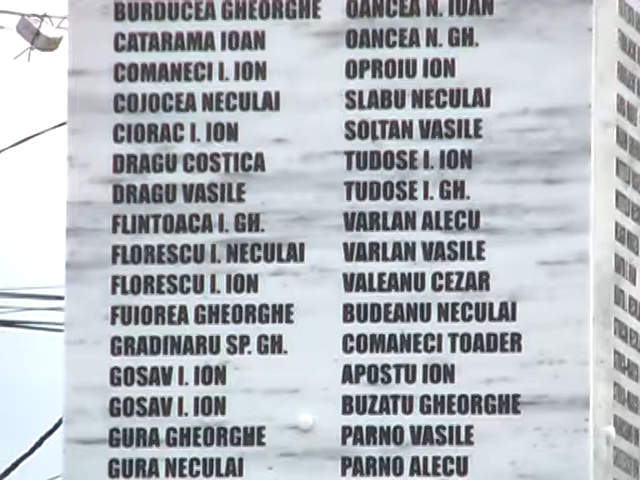 BURDUCEA GHEORGHE
CATARAMA IOAN
COMANECI I. ION
COJOCEA NECULAI
CIORAC I. ION
DRAGU COSTICA
DRAGU VASILE
FLINTOACA I. GH.
FLORESCU I. NECULAI
FLORESCU I. ION
FUIOREA GHEORGHE
GRADINARU SP. GH.
GOSAV I. ION
GOSAV I. ION
GURA GHEORGHE
GURA NECULAI
OANCEA N. IOAN
OANCEA N. GH.
OPROIU ION
SLABU NECULAI
SOLTAN VASILE
TUDOSE I. ION
TUDOSE I. GH.
VARLAN ALECU
VARLAN VASILE
VALEANU CEZAR
BUDEANU NECULAI
COMANECI TOADER
APOSTU ION
BUZATU GHEORGHE
PARNO VASILE
PARNO ALECU